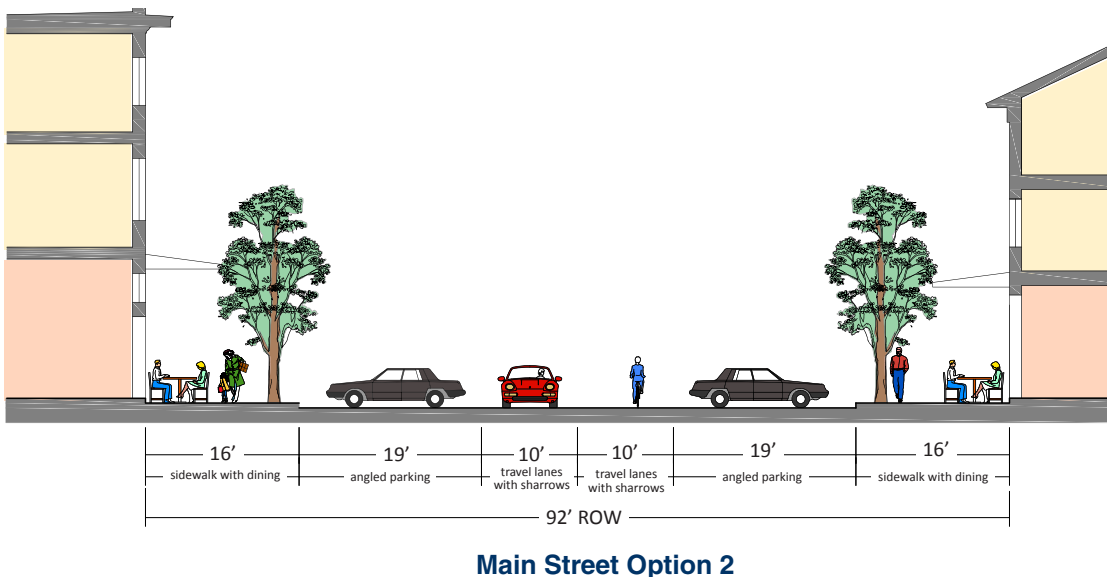 16’ 19’ 10’ 10’ 19’ 16’
sidewalk with dining angled parking travel lanes with sharrows travel lanes with sharrows angled parking sidewalk with dining
92’ ROW
Main Street Option 2